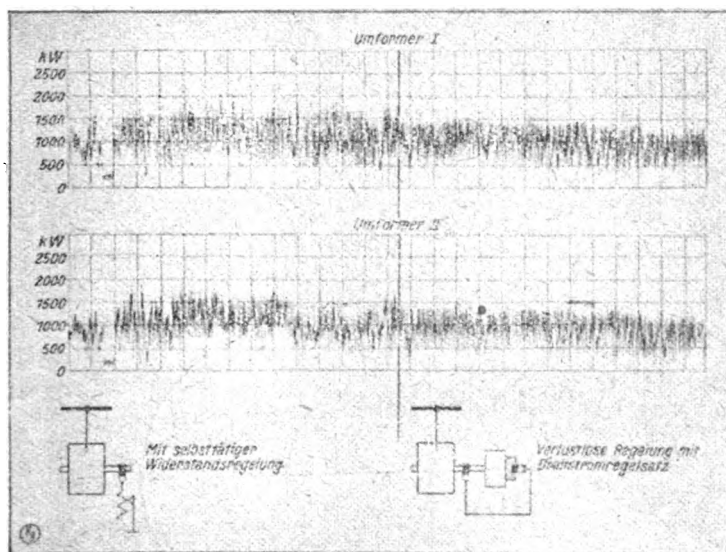 Umformer I
kW
2500
2000
1500
1000
500
0
Umformer II
kW
2500
2000
1500
1000
500
0
Mit selbsttätiger
Widerstandsregelung
Verlustlose Regelung mit
Drehstromregelsatz